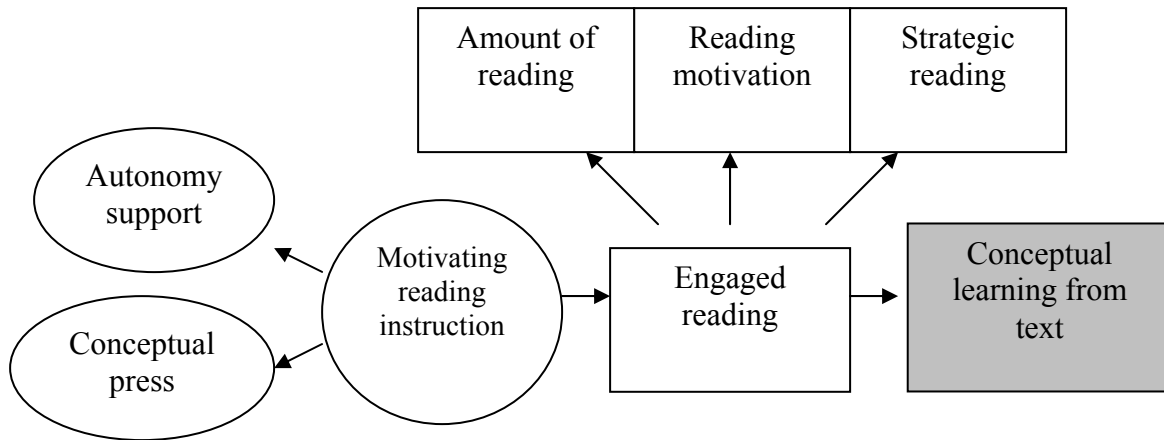 Amount of
reading
Reading
motivation
Strategic
reading
Autonomy
support
Conceptual
press
Motivating
reading
instruction
Engaged
reading
Conceptual
learning from
text